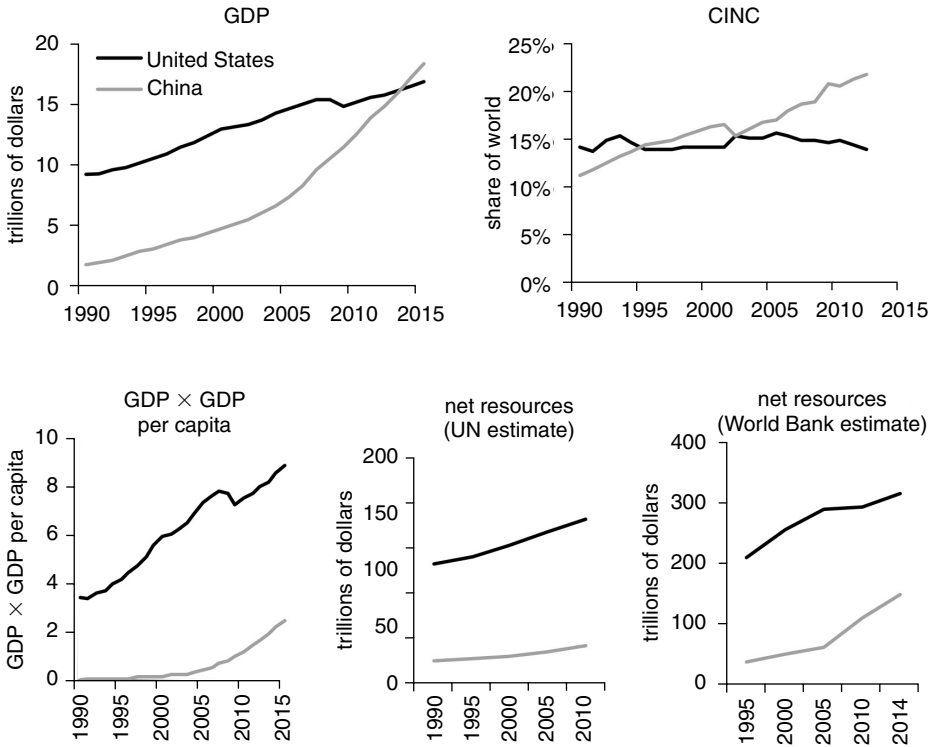 GDP
trillions of dollars
20
15
10
5
0
United States
China
1990 1995 2000 2005 2010 2015
CINC
share of world
25%
20%
15%
10%
5%
0%
1990 1995 2000 2005 2010 2015
GDP × GDP
per capita
GDP × GDP per capita
10
8
6
4
2
0
1990 1995 2000 2005 2010 2015
net resources
(UN estimate)
trillions of dollars
200
150
100
50
0
1990 1995 2000 2005 2010
net resources
(World Bank estimate)
trillions of dollars
400
300
200
100
0
1995 2000 2005 2010 2014